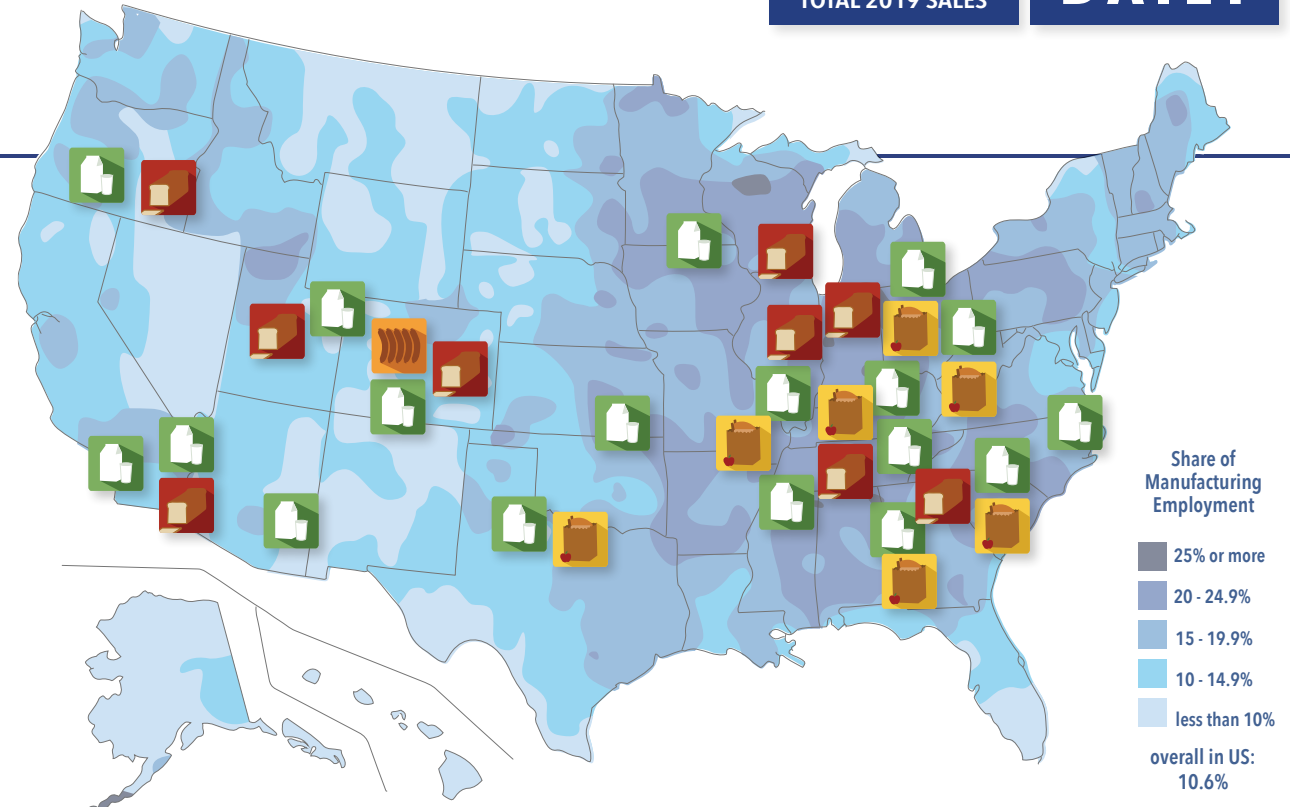 TOTAL 2019 SALES
Share of
Manufacturing
Employment
25% or more
20 - 24.9%
15 - 19.9%
10 - 14.9%
less than 10%
overall in US:
10.6%